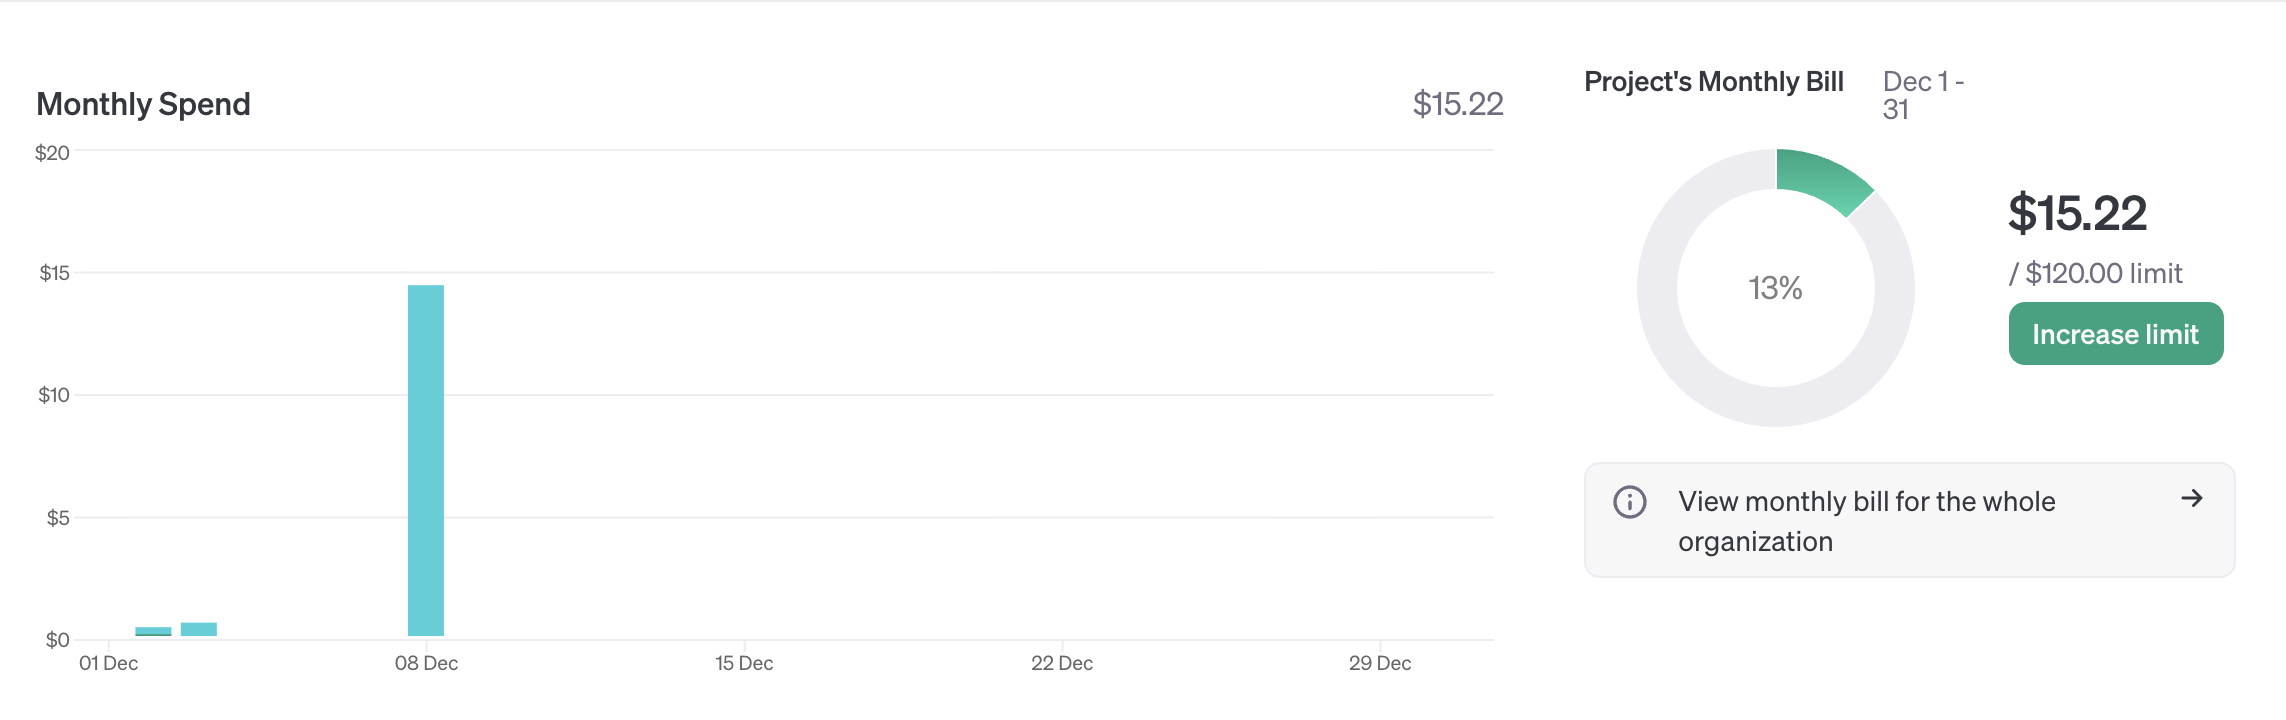 Monthly Spend
$15.22
$20
$15
$10
$5
$0
01 Dec
08 Dec
15 Dec
22 Dec
29 Dec
Project's Monthly Bill
Dec 1 -
31
13%
$15.22
/ $120.00 limit
Increase limit
View monthly bill for the whole
organization